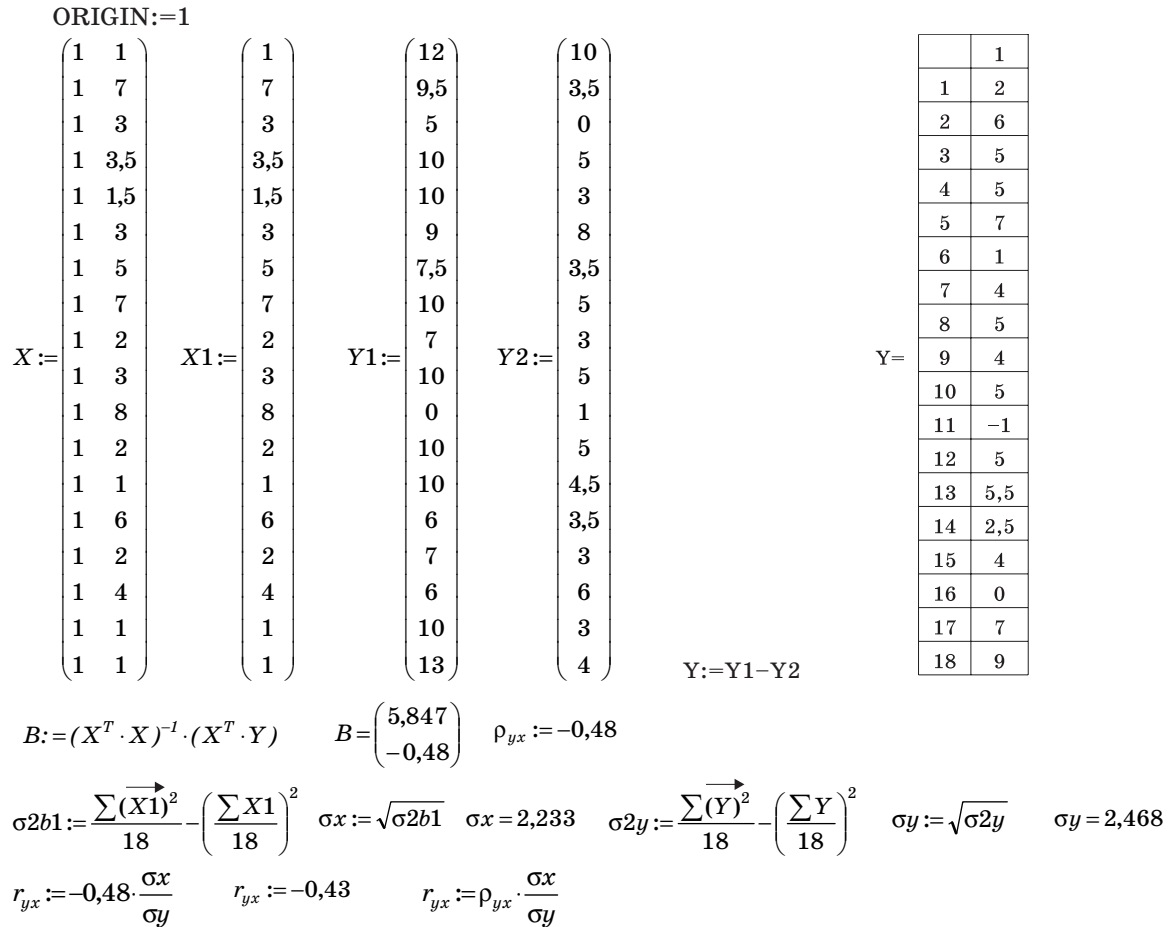 ORIGIN:=1
X := (1 1; 1 7; 1 3; 1 3,5; 1 1,5; 1 3; 1 5; 1 7; 1 2; 1 3; 1 8; 1 2; 1 1; 1 6; 1 2; 1 4; 1 1; 1 1)
X1 := (1; 7; 3; 3,5; 1,5; 3; 5; 7; 2; 3; 8; 2; 1; 6; 2; 4; 1; 1)
Y1 := (12; 9,5; 5; 10; 10; 9; 7,5; 10; 7; 10; 0; 10; 10; 6; 7; 6; 10; 13)
Y2 := (10; 3,5; 0; 5; 3; 8; 3,5; 5; 3; 5; 1; 5; 4,5; 3,5; 3; 6; 3; 4)
Y:=Y1−Y2
Y=
1
1 2
2 6
3 5
4 5
5 7
6 1
7 4
8 5
9 4
10 5
11 −1
12 5
13 5,5
14 2,5
15 4
16 0
17 7
18 9
B:=(X^T · X)^−1 · (X^T · Y) B = (5,847; −0,48) ρyx := −0,48
σ2b1 := ∑(X1)²/18 − (∑X1/18)² σx := √σ2b1 σx = 2,233 σ2y := ∑(Y)²/18 − (∑Y/18)² σy := √σ2y σy = 2,468
ryx := −0,48 · σx/σy ryx := −0,43 ryx := ρyx · σx/σy